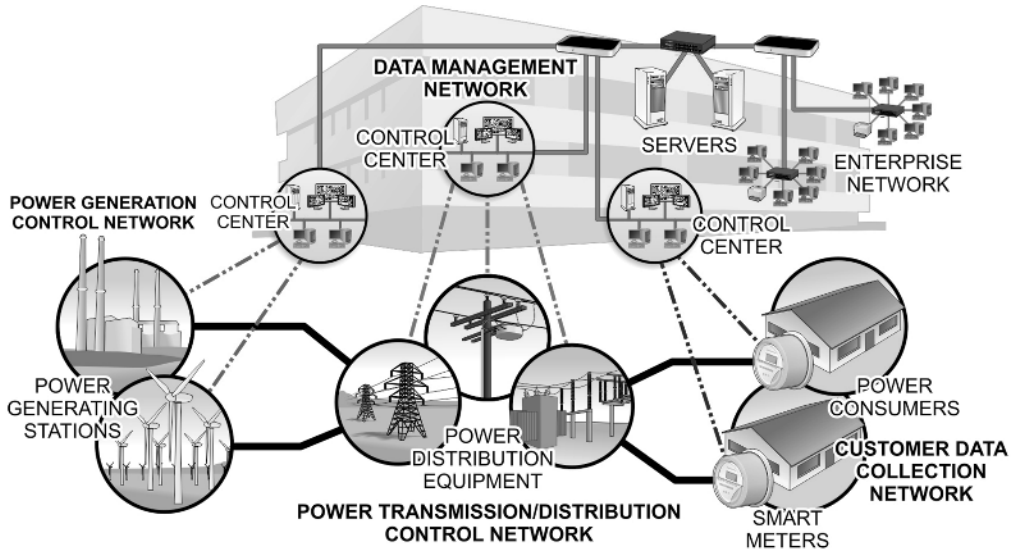 DATA MANAGEMENT
NETWORK
CONTROL
CENTER
SERVERS
ENTERPRISE
NETWORK
POWER GENERATION
CONTROL NETWORK
CONTROL
CENTER
CONTROL
CENTER
POWER
GENERATING
STATIONS
POWER
DISTRIBUTION
EQUIPMENT
POWER
CONSUMERS
CUSTOMER DATA
COLLECTION
NETWORK
POWER TRANSMISSION/DISTRIBUTION
CONTROL NETWORK
SMART
METERS